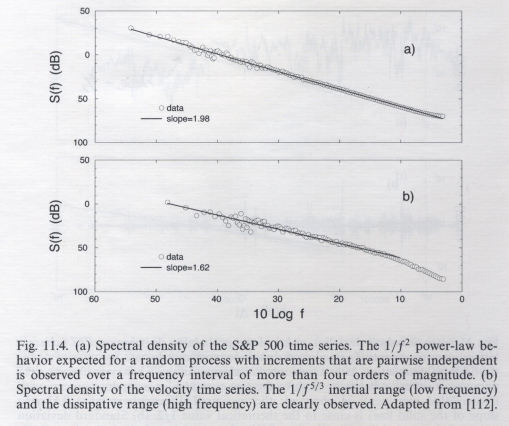 50
0
50
100
S(f) (dB)
a)
data
slope=1.98
50
0
50
100
S(f) (dB)
b)
data
slope=1.62
60 50 40 30 20 10 0
10 Log f
Fig. 11.4. (a) Spectral density of the S&P 500 time series. The 1/f² power-law be-
havior expected for a random process with increments that are pairwise independent
is observed over a frequency interval of more than four orders of magnitude. (b)
Spectral density of the velocity time series. The 1/f⁵/³ inertial range (low frequency)
and the dissipative range (high frequency) are clearly observed. Adapted from [112].